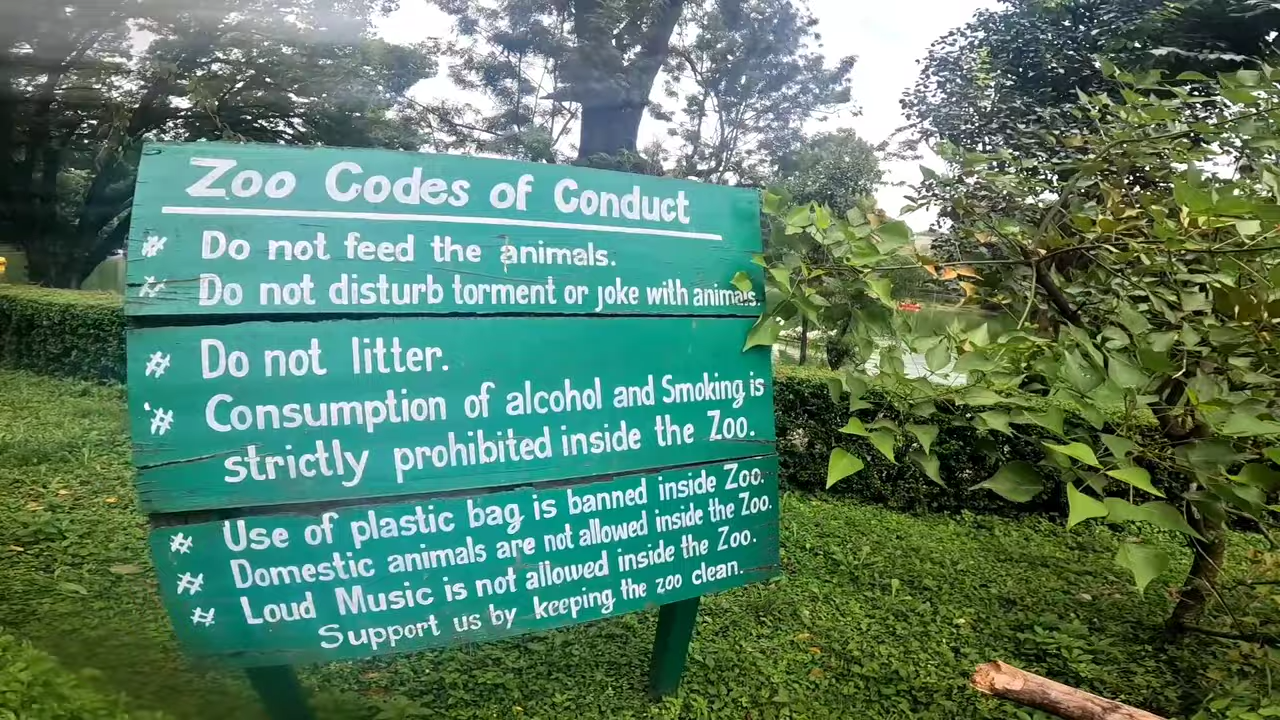 Zoo Codes of Conduct
# Do not feed the animals.
# Do not disturb torment or joke with animals.
# Do not litter.
# Consumption of alcohol and Smoking is
strictly prohibited inside the Zoo.
# Use of plastic bag is banned inside Zoo.
# Domestic animals are not allowed inside the Zoo.
# Loud Music is not allowed inside the Zoo.
Support us by keeping the zoo clean.